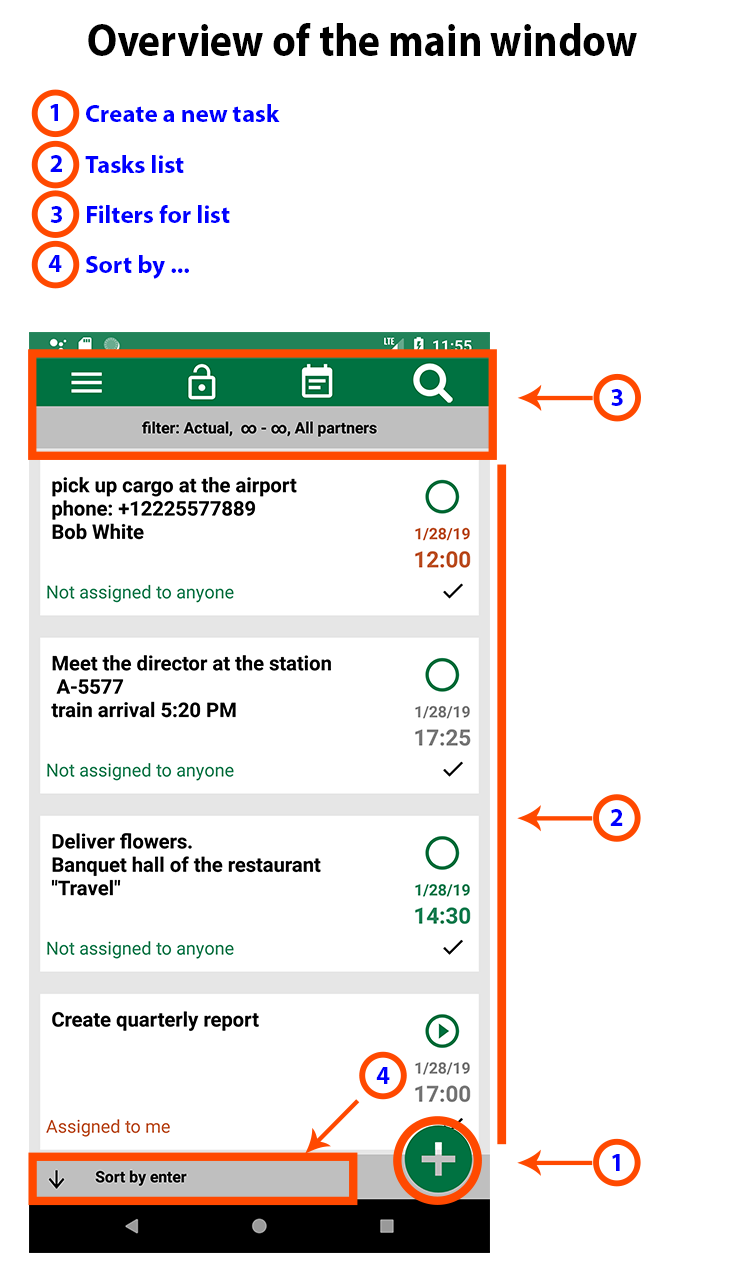 Overview of the main window
1 Create a new task
2 Tasks list
3 Filters for list
4 Sort by ...
LTE 11:55
3
filter: Actual, ∞ - ∞, All partners
pick up cargo at the airport
phone: +12225577889
Bob White
1/28/19
12:00
Not assigned to anyone
Meet the director at the station
A-5577
train arrival 5:20 PM
1/28/19
17:25
Not assigned to anyone
2
Deliver flowers.
Banquet hall of the restaurant
"Travel"
1/28/19
14:30
Not assigned to anyone
Create quarterly report
1/28/19
17:00
4
Assigned to me
1
Sort by enter